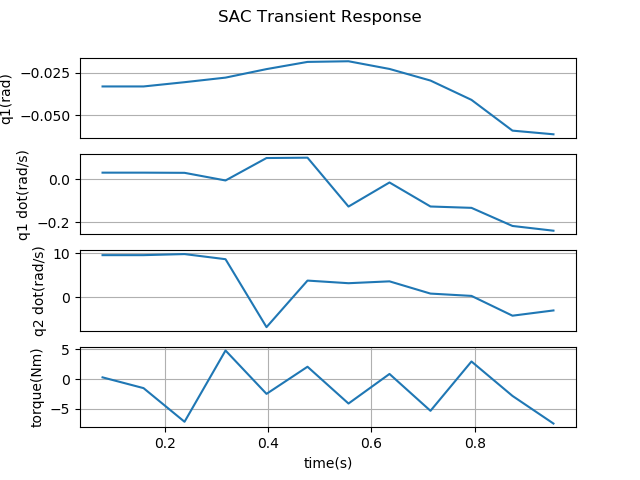 SAC Transient Response
q1(rad)
−0.025
−0.050
q1 dot(rad/s)
0.0
−0.2
q2 dot(rad/s)
10
0
torque(Nm)
5
0
−5
0.2 0.4 0.6 0.8
time(s)